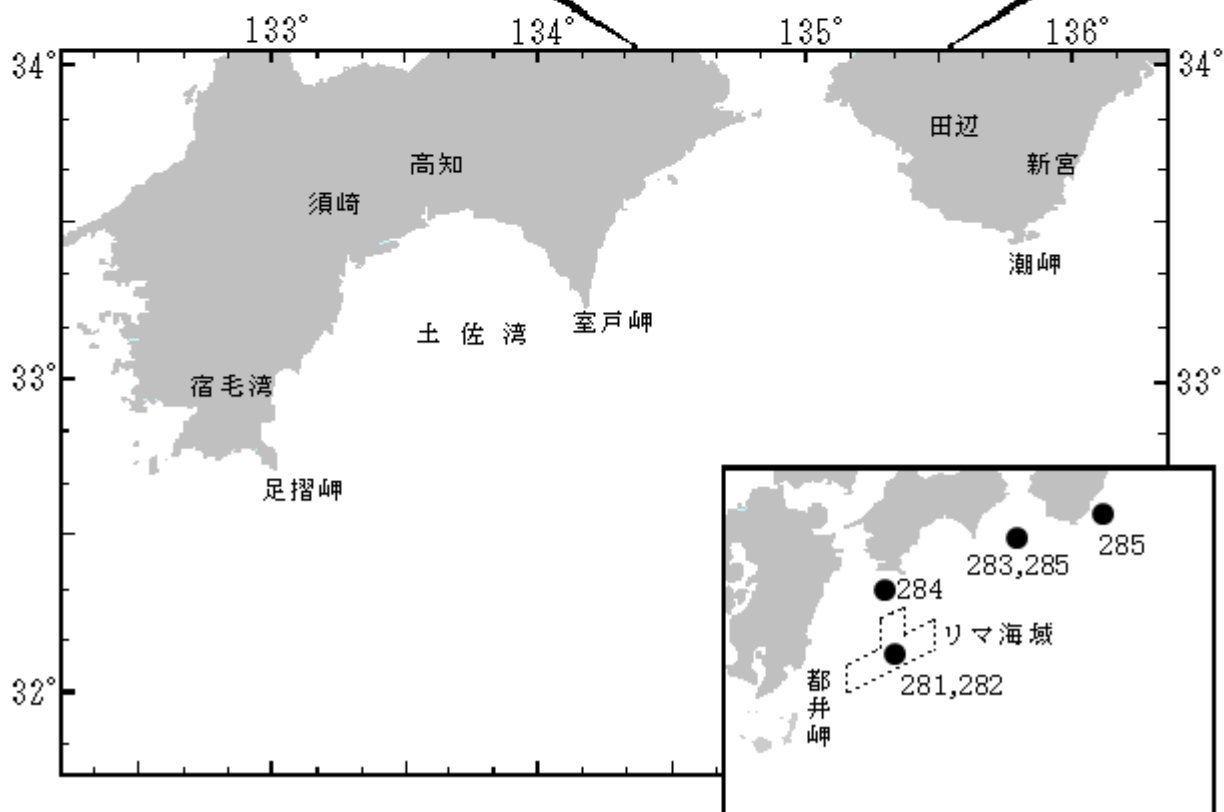 133° 134° 135° 136°
34° 34°
田辺
高知 新宮
須崎
潮岬
土佐湾 室戸岬
33° 33°
宿毛湾
足摺岬
285
283,285
284
リマ海域
281,282
都井岬
32°